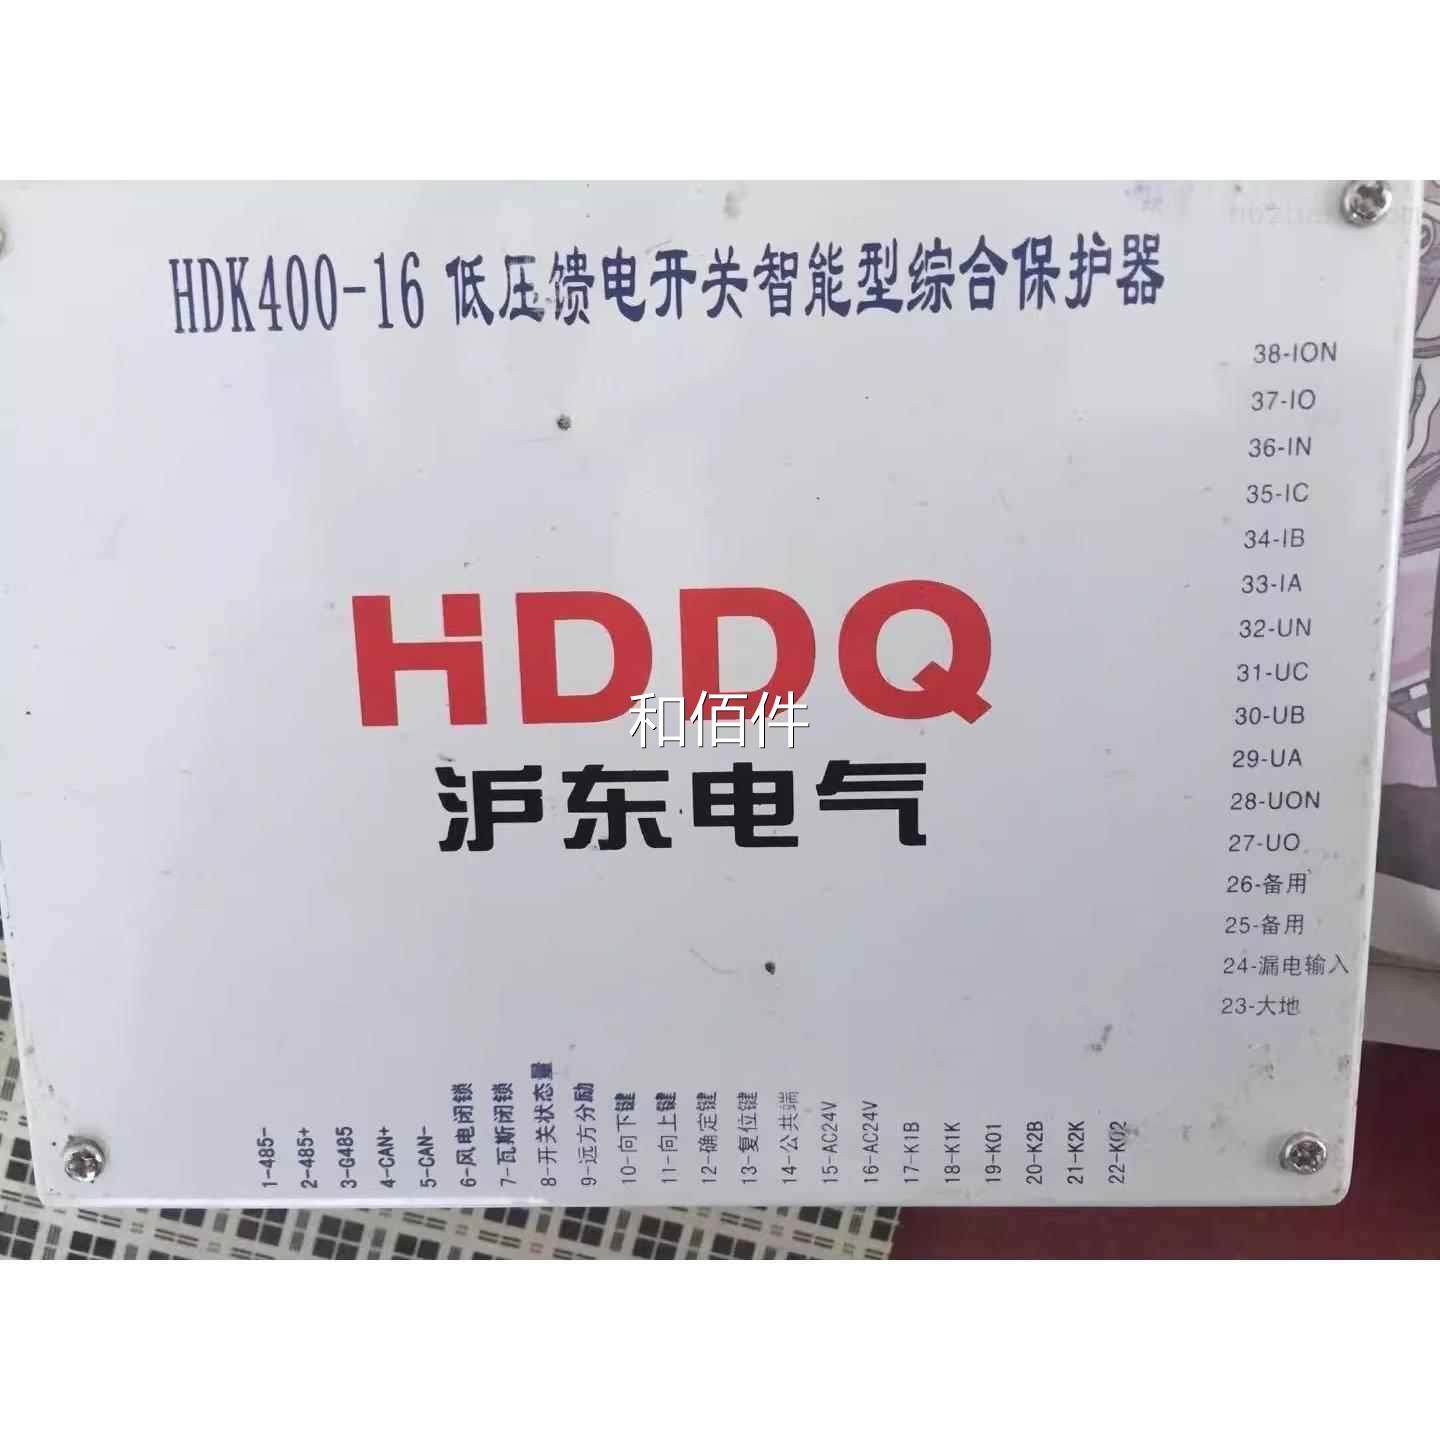 HDK400-16 低压馈电开关智能型综合保护器
38-ION
37-IO
36-IN
35-IC
34-IB
33-IA
32-UN
31-UC
30-UB
29-UA
28-UON
27-UO
26-备用
25-备用
24-漏电输入
23-大地
HDDQ
和佰件
沪东电气
1-485-
2-485+
3-G485
4-CAN+
5-CAN-
6-风电闭锁
7-瓦斯闭锁
8-开关状态量
9-远方分励
10-向下键
11-向上键
12-确定键
13-复位键
14-公共端
15-AC24V
16-AC24V
17-K1B
18-K1K
19-K01
20-K2B
21-K2K
22-K02